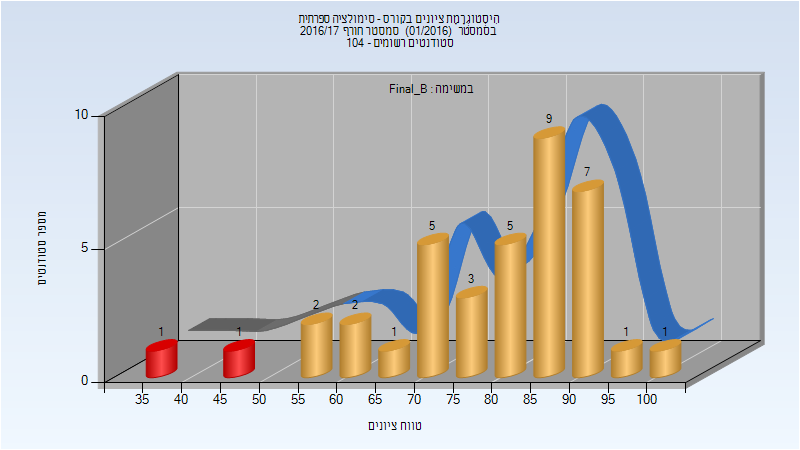 היסטוגרמת ציונים בקורס - סימולציה ספרתית
בסמסטר (01/2016) סמסטר חורף 2016/17
סטודנטים רשומים - 104
במשימה : Final_B
מספר סטודנטים
10
5
0
1
1
2
2
1
5
3
5
9
7
1
1
35 40 45 50 55 60 65 70 75 80 85 90 95 100
טווח ציונים